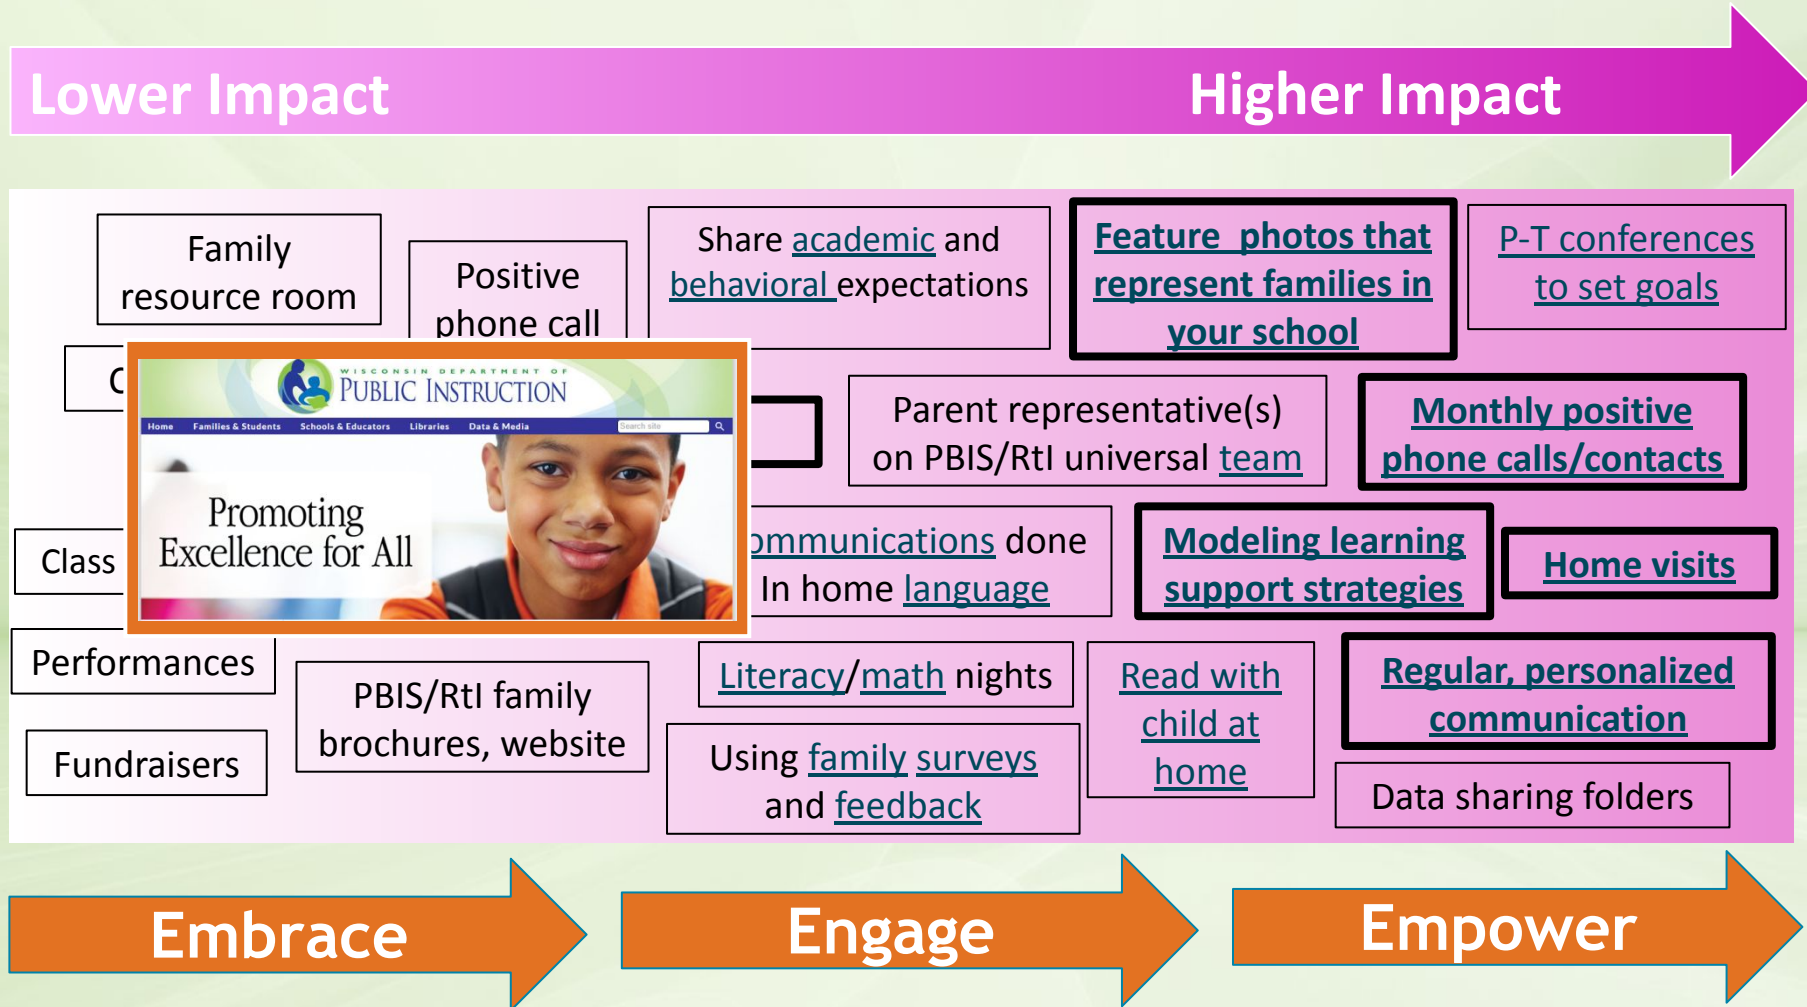 Lower Impact
Higher Impact
Family
resource room
Positive
phone call
Share academic and
behavioral expectations
Feature photos that
represent families in
your school
P-T conferences
to set goals
WISCONSIN DEPARTMENT OF
PUBLIC INSTRUCTION
Home Families & Students Schools & Educators Libraries Data & Media Search site
Promoting
Excellence for All
Parent representative(s)
on PBIS/RtI universal team
Monthly positive
phone calls/contacts
Class
ommunications done
In home language
Modeling learning
support strategies
Home visits
Performances
PBIS/RtI family
brochures, website
Literacy/math nights
Read with
child at
home
Regular, personalized
communication
Fundraisers
Using family surveys
and feedback
Data sharing folders
Embrace
Engage
Empower